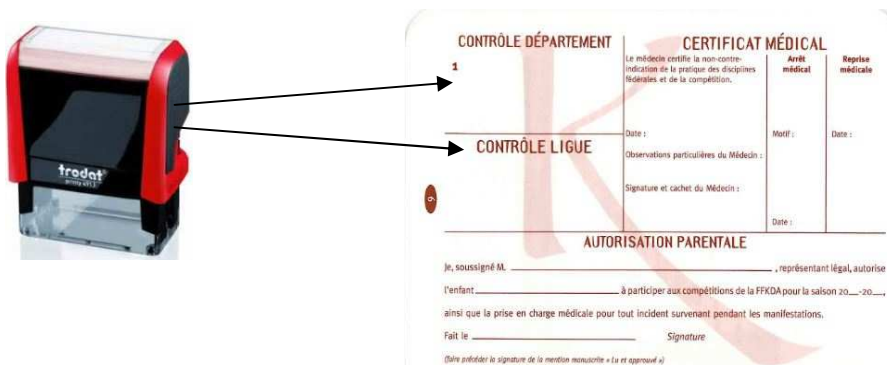 trodat
CONTRÔLE DÉPARTEMENT
1
CONTRÔLE LIGUE
6
CERTIFICAT MÉDICAL
Le médecin certifie la non-contre-
indication de la pratique des disciplines
fédérales et de la compétition.
Date :
Observations particulières du Médecin :
Signature et cachet du Médecin :
Arrêt
médical
Motif :
Date :
Reprise
médicale
Date :
AUTORISATION PARENTALE
Je, soussigné M. , représentant légal, autorise
l'enfant à participer aux compétitions de la FFKDA pour la saison 20__-20__,
ainsi que la prise en charge médicale pour tout incident survenant pendant les manifestations.
Fait le Signature
(faire précéder la signature de la mention manuscrite « Lu et approuvé »)